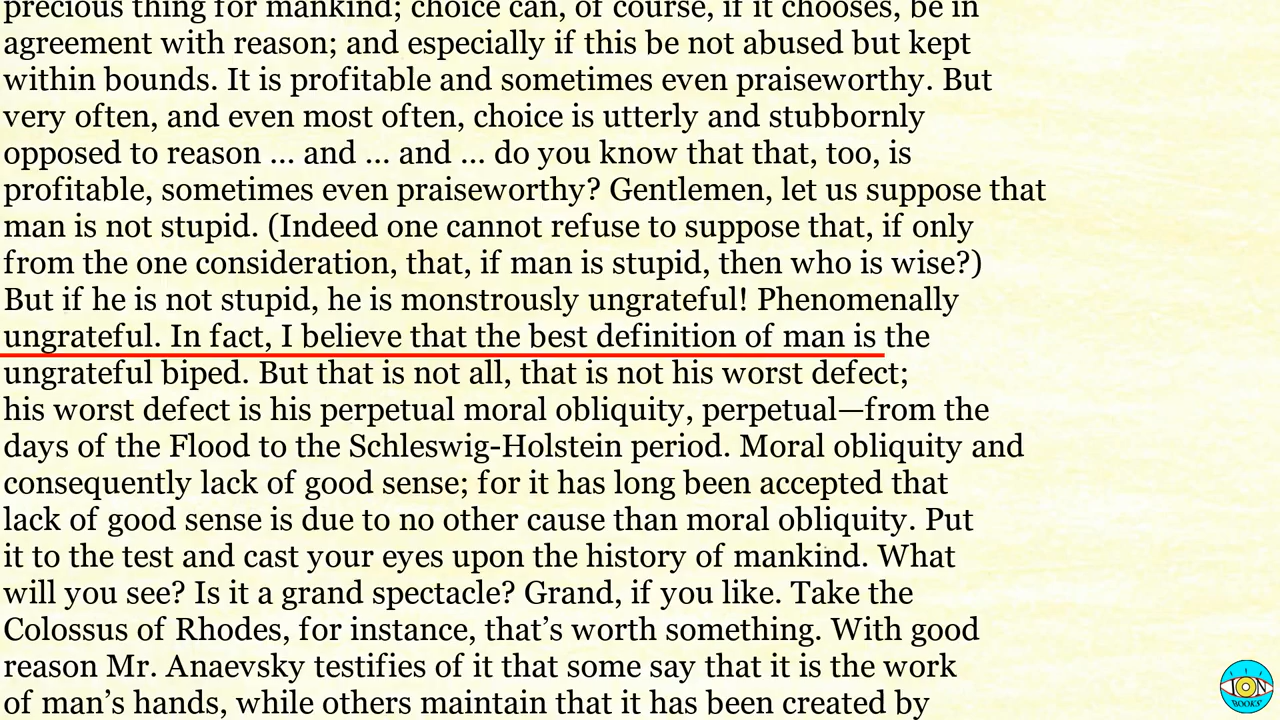 precious thing for mankind; choice can, of course, if it chooses, be in
agreement with reason; and especially if this be not abused but kept
within bounds. It is profitable and sometimes even praiseworthy. But
very often, and even most often, choice is utterly and stubbornly
opposed to reason ... and ... and ... do you know that that, too, is
profitable, sometimes even praiseworthy? Gentlemen, let us suppose that
man is not stupid. (Indeed one cannot refuse to suppose that, if only
from the one consideration, that, if man is stupid, then who is wise?)
But if he is not stupid, he is monstrously ungrateful! Phenomenally
ungrateful. In fact, I believe that the best definition of man is the
ungrateful biped. But that is not all, that is not his worst defect;
his worst defect is his perpetual moral obliquity, perpetual—from the
days of the Flood to the Schleswig-Holstein period. Moral obliquity and
consequently lack of good sense; for it has long been accepted that
lack of good sense is due to no other cause than moral obliquity. Put
it to the test and cast your eyes upon the history of mankind. What
will you see? Is it a grand spectacle? Grand, if you like. Take the
Colossus of Rhodes, for instance, that’s worth something. With good
reason Mr. Anaevsky testifies of it that some say that it is the work
of man’s hands, while others maintain that it has been created by
ION
BOOKS